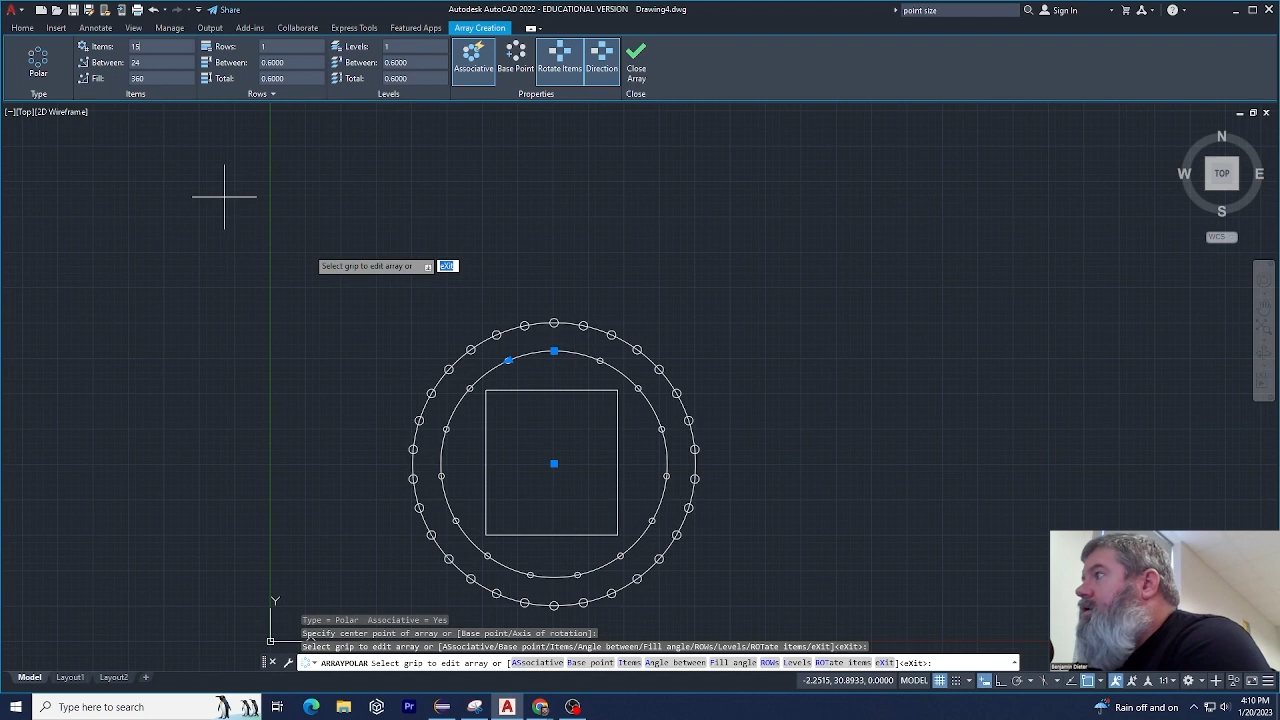 Share
Autodesk AutoCAD 2022 - EDUCATIONAL VERSION Drawing4.dwg
point size
Sign In
Home Insert Annotate Parametric View Manage Output Add-ins Collaborate Express Tools Featured Apps Array Creation
Items: 15
Between: 24
Fill: 360
Rows: 1
Between: 0.6000
Total: 0.6000
Levels: 1
Between: 0.6000
Total: 0.6000
Polar
Associative Base Point Rotate Items Direction
Close
Array
Type Items Rows Levels Properties Close
[−][Top][2D Wireframe]
N
W TOP E
S
WCS
Select grip to edit array or eXit
Y
Type = Polar Associative = Yes
Specify center point of array or [Base point/Axis of rotation]:
Select grip to edit array or [ASsociative/Base point/Items/Angle between/Fill angle/ROWs/Levels/ROTate items/eXit]<eXit>:
ARRAYPOLAR Select grip to edit array or [ASsociative Base point Items Angle between Fill angle ROWs Levels ROTate items eXit]<eXit>:
Benjamin Dieter
Model Layout1 Layout2 +
-2.2515, 30.8933, 0.0000 MODEL
1:1
Type here to search
Pr
A
Rain showers
4:10 PM
1/20/2023